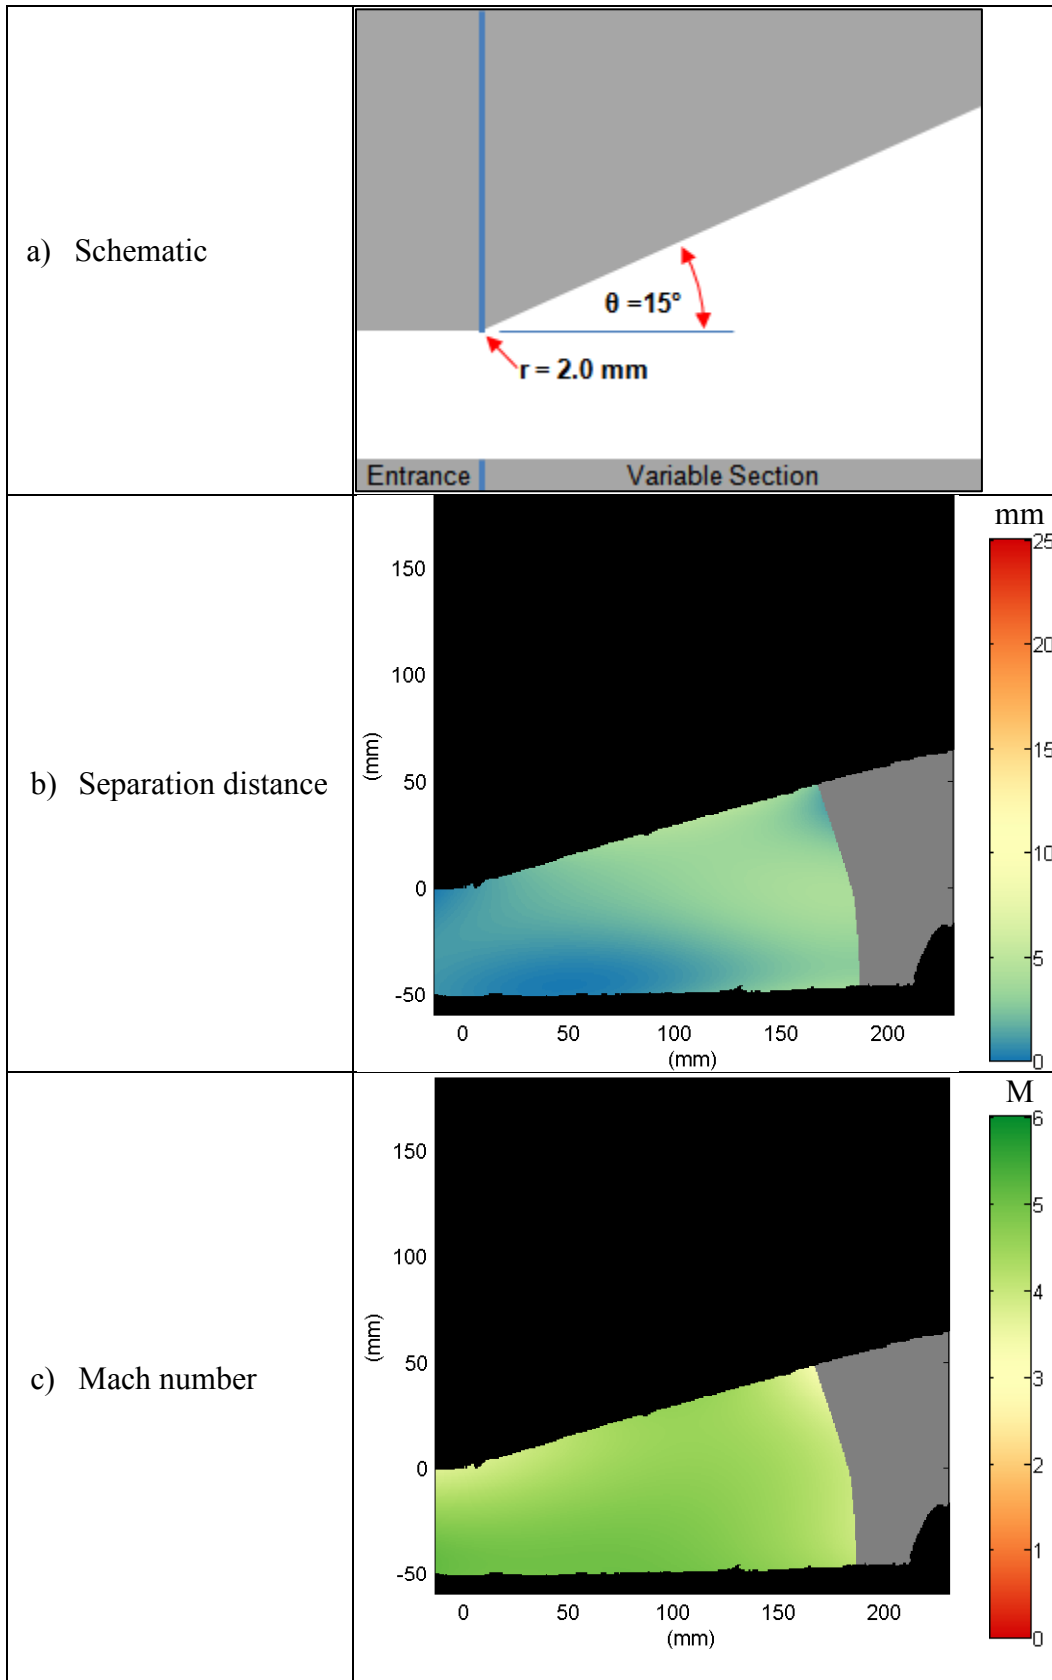 a) Schematic
θ =15°
r = 2.0 mm
Entrance
Variable Section
b) Separation distance
mm
25
20
15
10
5
0
150
100
50
0
-50
(mm)
0
50
100
150
200
(mm)
c) Mach number
M
6
5
4
3
2
1
0
150
100
50
0
-50
(mm)
0
50
100
150
200
(mm)